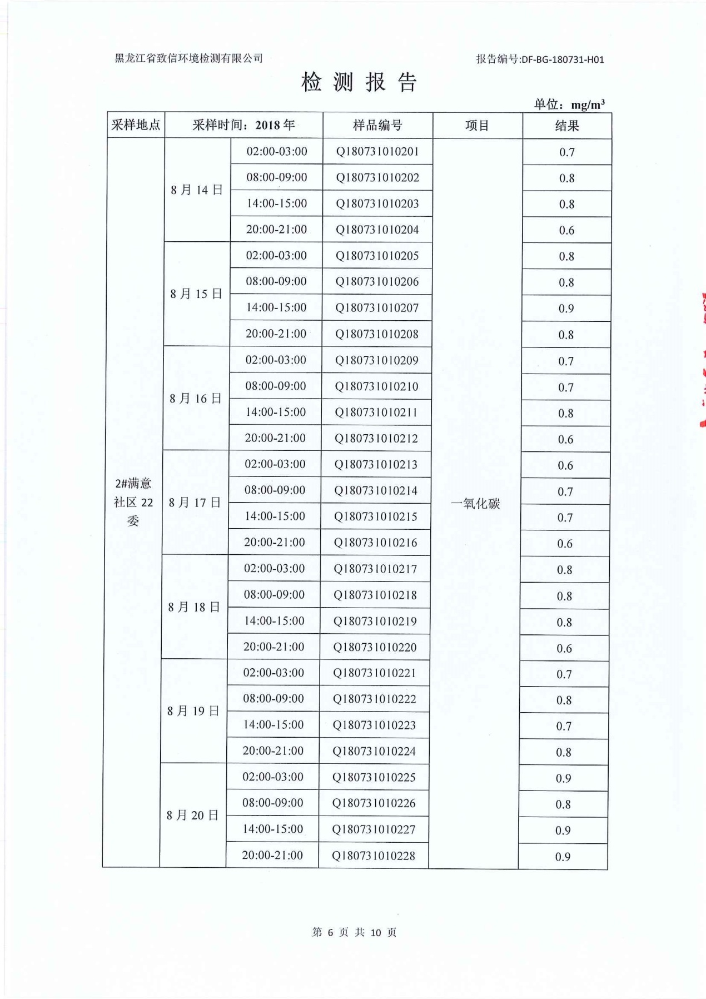 黑龙江省致信环境检测有限公司 报告编号:DF-BG-180731-H01
检测报告
单位：mg/m³
采样地点 采样时间：2018 年 样品编号 项目 结果
2#满意
社区 22
委
一氧化碳
8 月 14 日
02:00-03:00 Q180731010201 0.7
08:00-09:00 Q180731010202 0.8
14:00-15:00 Q180731010203 0.8
20:00-21:00 Q180731010204 0.6
8 月 15 日
02:00-03:00 Q180731010205 0.8
08:00-09:00 Q180731010206 0.8
14:00-15:00 Q180731010207 0.9
20:00-21:00 Q180731010208 0.8
8 月 16 日
02:00-03:00 Q180731010209 0.7
08:00-09:00 Q180731010210 0.7
14:00-15:00 Q180731010211 0.8
20:00-21:00 Q180731010212 0.6
8 月 17 日
02:00-03:00 Q180731010213 0.6
08:00-09:00 Q180731010214 0.7
14:00-15:00 Q180731010215 0.7
20:00-21:00 Q180731010216 0.6
8 月 18 日
02:00-03:00 Q180731010217 0.8
08:00-09:00 Q180731010218 0.8
14:00-15:00 Q180731010219 0.8
20:00-21:00 Q180731010220 0.6
8 月 19 日
02:00-03:00 Q180731010221 0.7
08:00-09:00 Q180731010222 0.8
14:00-15:00 Q180731010223 0.7
20:00-21:00 Q180731010224 0.8
8 月 20 日
02:00-03:00 Q180731010225 0.9
08:00-09:00 Q180731010226 0.8
14:00-15:00 Q180731010227 0.9
20:00-21:00 Q180731010228 0.9
第 6 页 共 10 页